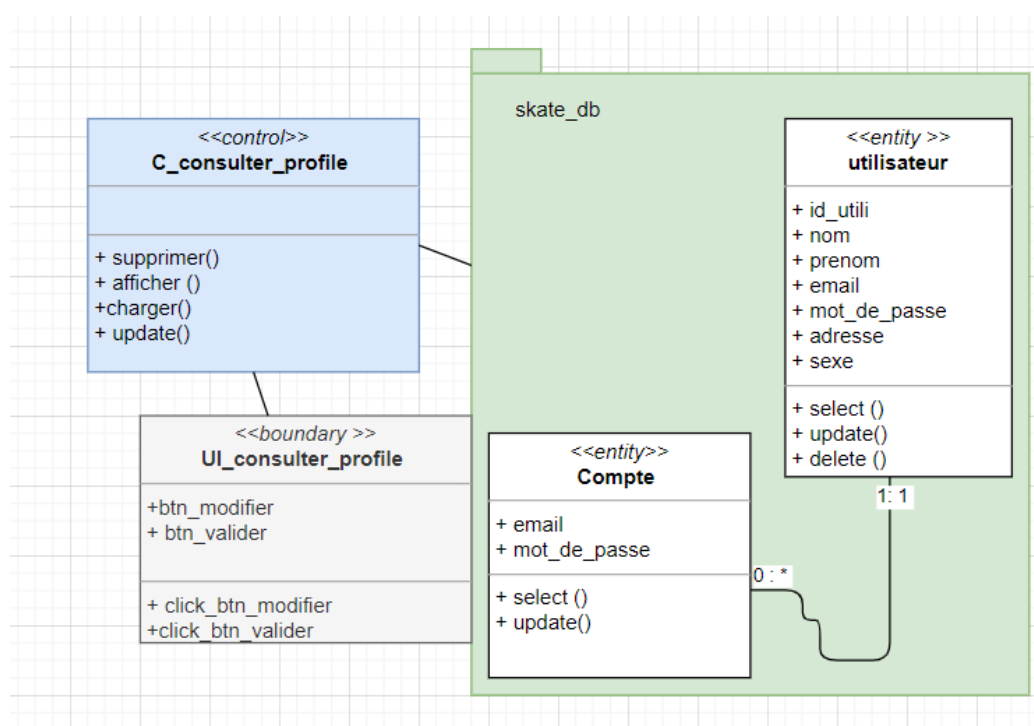 skate_db
<<control>>
C_consulter_profile
+ supprimer()
+ afficher ()
+charger()
+ update()
<<boundary >>
UI_consulter_profile
+btn_modifier
+ btn_valider
+ click_btn_modifier
+click_btn_valider
<<entity>>
Compte
+ email
+ mot_de_passe
+ select ()
+ update()
0 : *
<<entity >>
utilisateur
+ id_utili
+ nom
+ prenom
+ email
+ mot_de_passe
+ adresse
+ sexe
+ select ()
+ update()
+ delete ()
1: 1